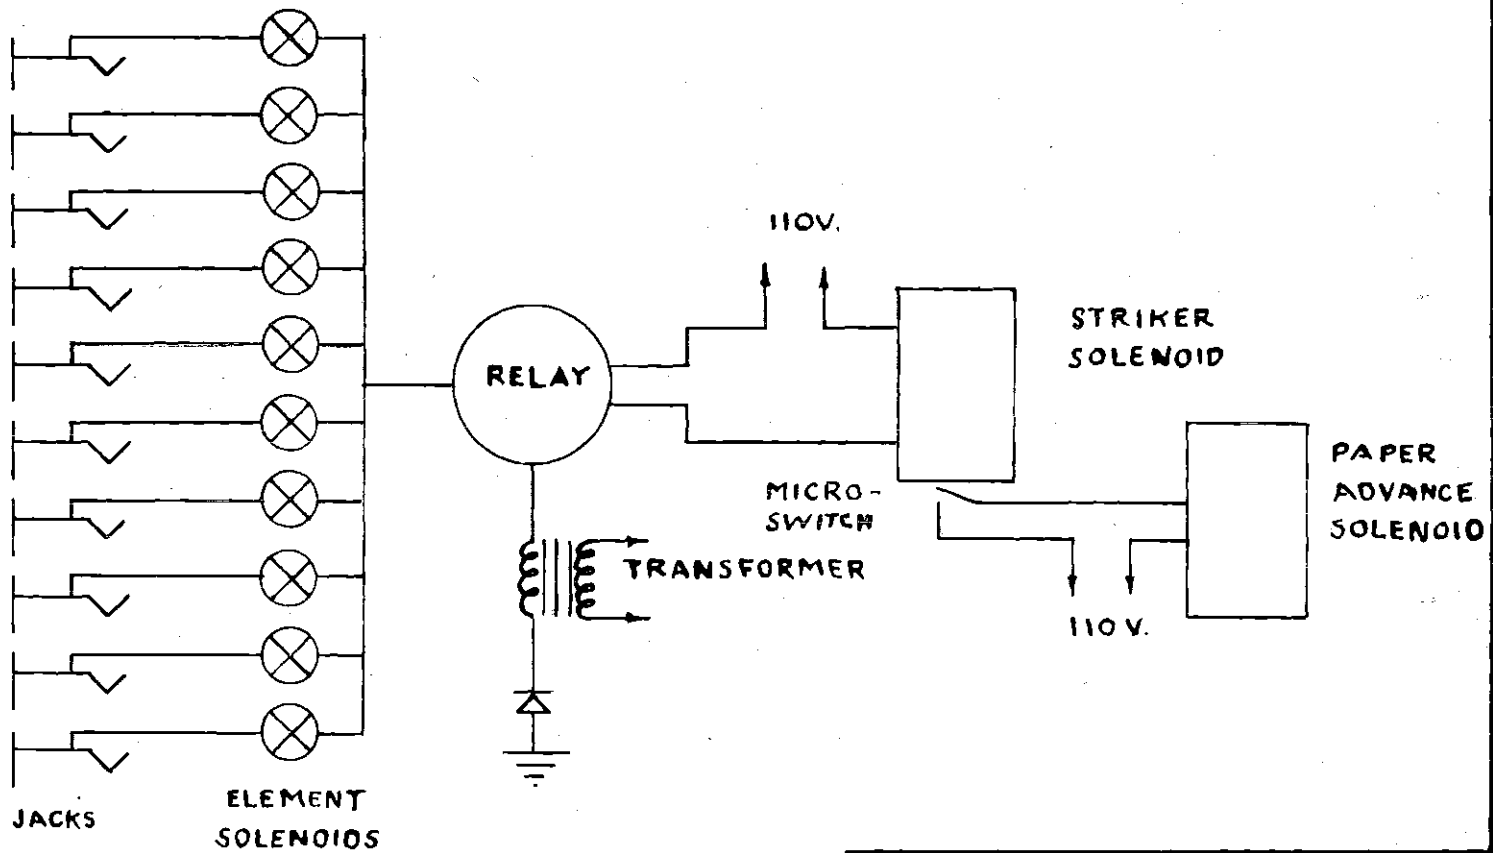 110V.
STRIKER
SOLENOID
RELAY
PAPER
ADVANCE
SOLENOID
MICRO-
SWITCH
TRANSFORMER
110 V.
JACKS
ELEMENT
SOLENOIDS